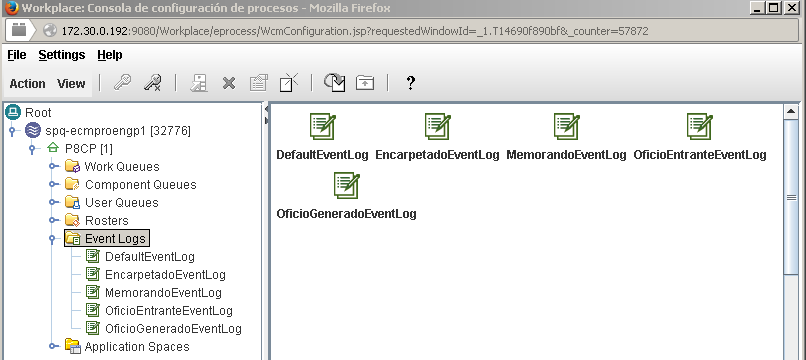 Workplace: Consola de configuración de procesos - Mozilla Firefox
172.30.0.192:9080/Workplace/eprocess/WcmConfiguration.jsp?requestedWindowId=_1.T14690f890bf&_counter=57872
File Settings Help
Action View ?
Root
spq-ecmproengp1 [32776]
P8CP [1]
Work Queues
Component Queues
User Queues
Rosters
Event Logs
DefaultEventLog
EncarpetadoEventLog
MemorandoEventLog
OficioEntranteEventLog
OficioGeneradoEventLog
Application Spaces
DefaultEventLog EncarpetadoEventLog MemorandoEventLog OficioEntranteEventLog
OficioGeneradoEventLog